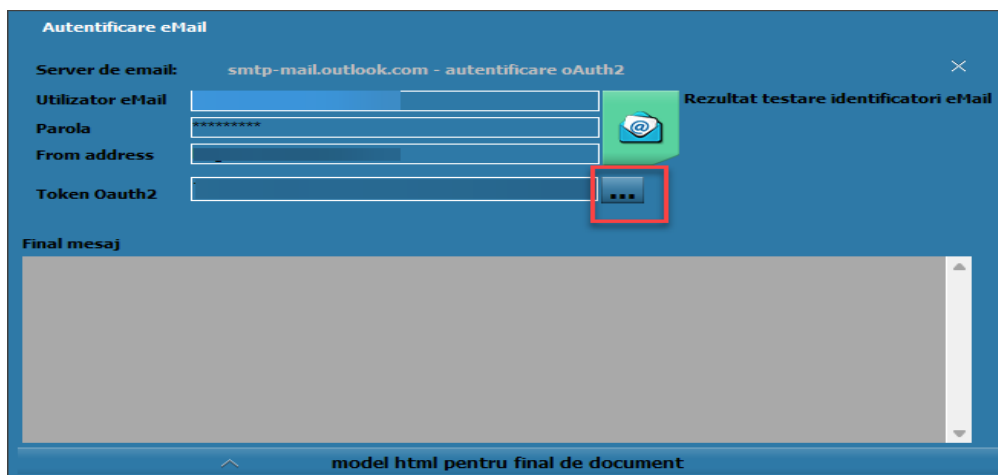 Autentificare eMail
Server de email: smtp-mail.outlook.com - autentificare oAuth2
Utilizator eMail
Rezultat testare identificatori eMail
Parola *********
From address
Token Oauth2 ...
Final mesaj
model html pentru final de document